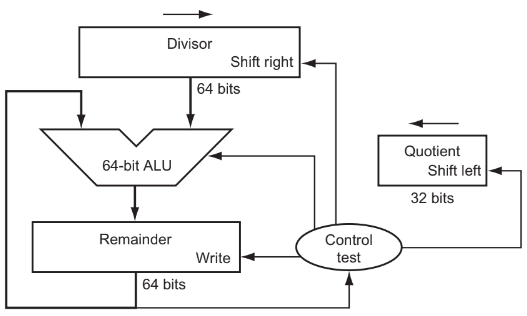 Divisor
Shift right
64 bits
64-bit ALU
Quotient
Shift left
32 bits
Remainder
Write
Control
test
64 bits